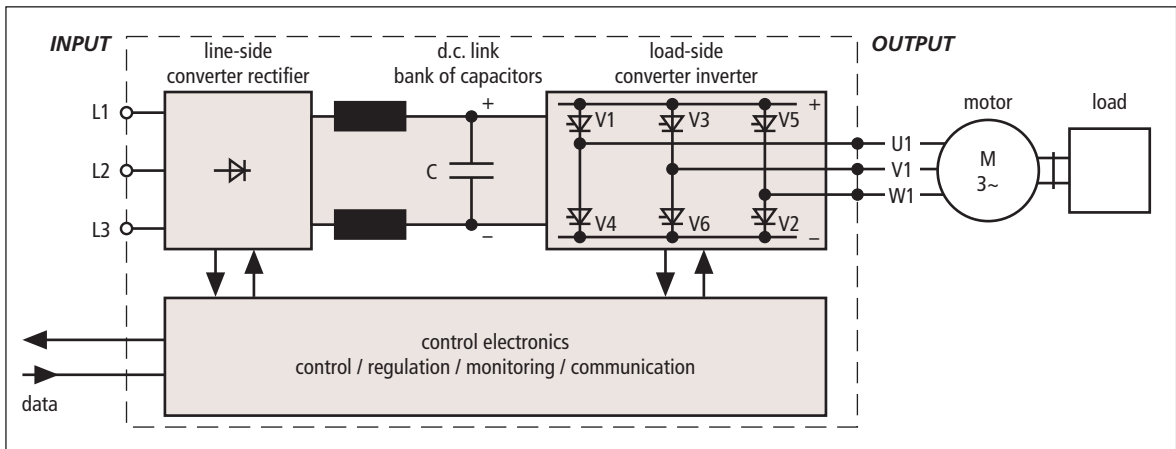 INPUT
line-side
converter rectifier
d.c. link
bank of capacitors
load-side
converter inverter
OUTPUT
motor
load
L1
L2
L3
+
C
–
+
V1
V3
V5
V4
V6
V2
–
U1
V1
W1
M
3~
control electronics
control / regulation / monitoring / communication
data